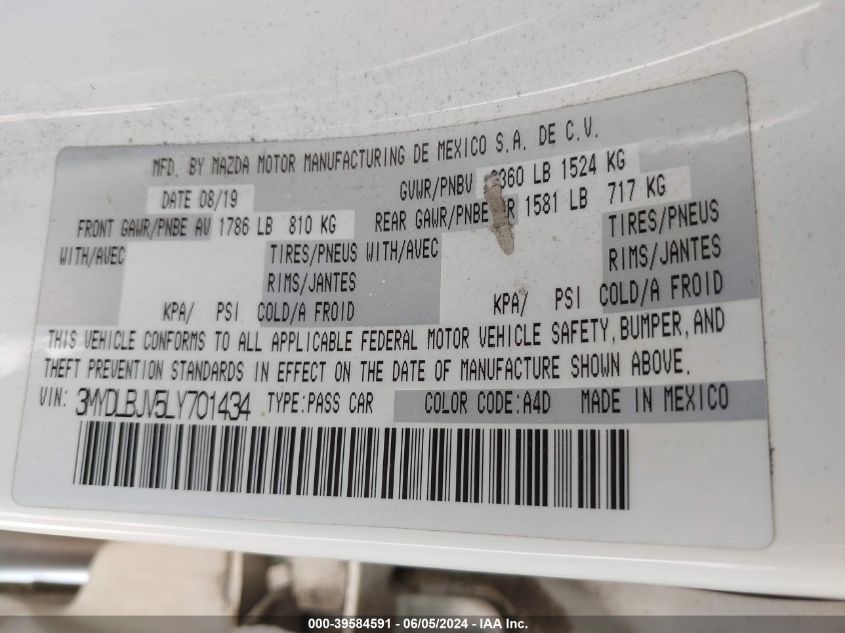 MFD. BY MAZDA MOTOR MANUFACTURING DE MEXICO S.A. DE C.V.
DATE 08/19 GVWR/PNBV 3360 LB 1524 KG
FRONT GAWR/PNBE AV 1786 LB 810 KG REAR GAWR/PNBE AR 1581 LB 717 KG
WITH/AVEC TIRES/PNEUS WITH/AVEC TIRES/PNEUS
RIMS/JANTES RIMS/JANTES
KPA/ PSI COLD/A FROID KPA/ PSI COLD/A FROID
THIS VEHICLE CONFORMS TO ALL APPLICABLE FEDERAL MOTOR VEHICLE SAFETY, BUMPER, AND
THEFT PREVENTION STANDARDS IN EFFECT ON THE DATE OF MANUFACTURE SHOWN ABOVE.
VIN: 3MYDLBJV5LY701434 TYPE: PASS CAR COLOR CODE: A4D MADE IN MEXICO
000-39584591 - 06/05/2024 - IAA Inc.